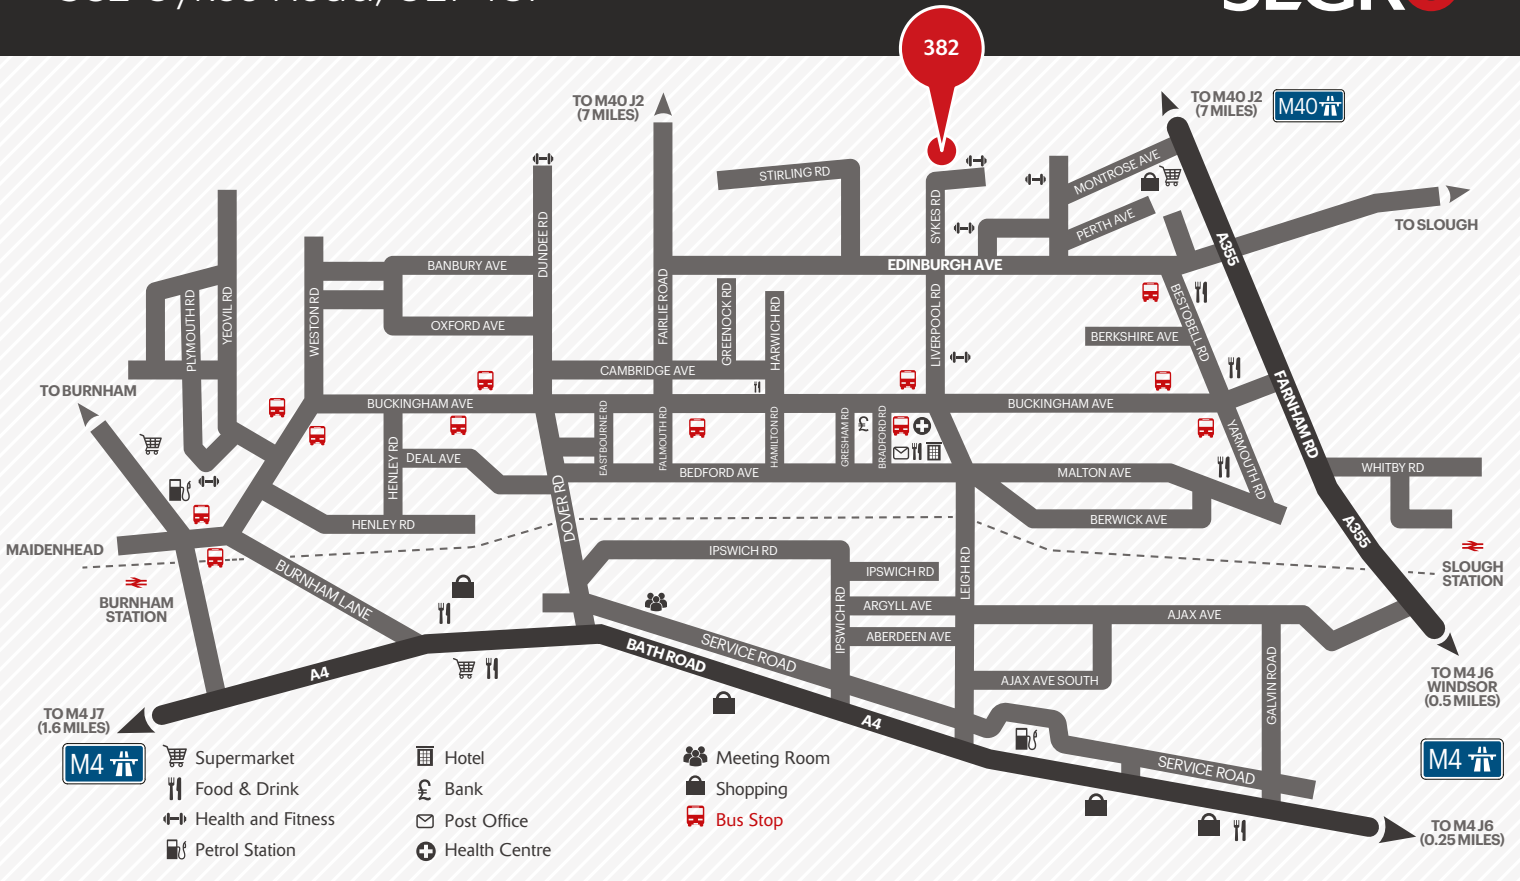 382
TO M40 J2
(7 MILES)
TO M40 J2
(7 MILES)
M40
MONTROSE AVE
STIRLING RD
SYKES RD
PERTH AVE
TO SLOUGH
DUNDEE RD
A355
BANBURY AVE
EDINBURGH AVE
PLYMOUTH RD
YEOVIL RD
WESTON RD
FAIRLIE ROAD
GREENOCK RD
HARWICH RD
LIVERPOOL RD
BESTOBELL RD
OXFORD AVE
BERKSHIRE AVE
CAMBRIDGE AVE
TO BURNHAM
BUCKINGHAM AVE
BUCKINGHAM AVE
FARNHAM RD
EASTBOURNE RD
FALMOUTH RD
HAMILTON RD
GRESHAM RD
BRADFORD RD
YARMOUTH RD
HENLEY RD
DEAL AVE
BEDFORD AVE
MALTON AVE
WHITBY RD
DOVER RD
HENLEY RD
BERWICK AVE
A355
MAIDENHEAD
IPSWICH RD
IPSWICH RD
LEIGH RD
SLOUGH
STATION
BURNHAM
STATION
BURNHAM LANE
IPSWICH RD
ARGYLL AVE
AJAX AVE
ABERDEEN AVE
SERVICE ROAD
BATH ROAD
A4
AJAX AVE SOUTH
GALVIN ROAD
TO M4 J6
WINDSOR
(0.5 MILES)
TO M4 J7
(1.6 MILES)
A4
M4
M4
SERVICE ROAD
TO M4 J6
(0.25 MILES)
Supermarket
Food & Drink
Health and Fitness
Petrol Station
Hotel
£ Bank
Post Office
Health Centre
Meeting Room
Shopping
Bus Stop